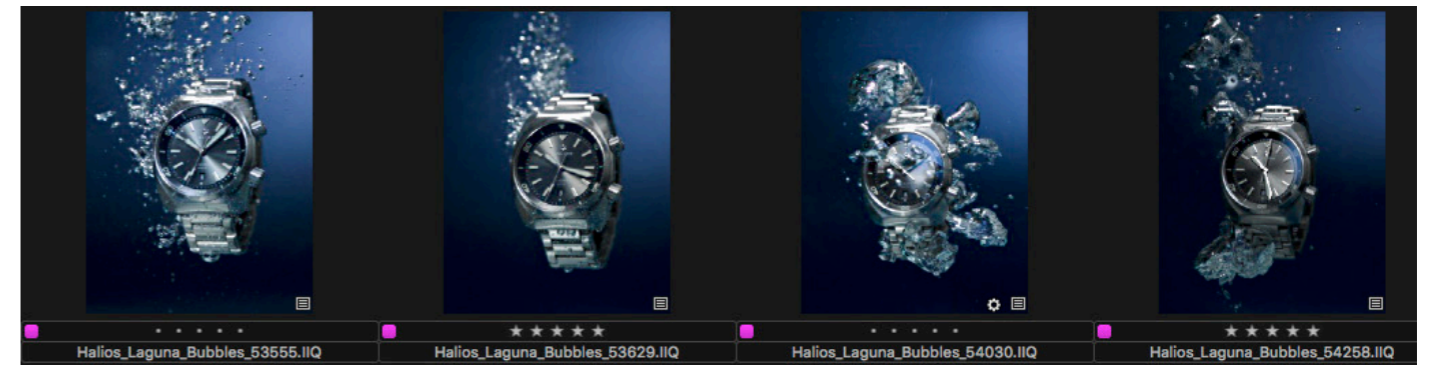 Halios_Laguna_Bubbles_53555.IIQ
Halios_Laguna_Bubbles_53629.IIQ
Halios_Laguna_Bubbles_54030.IIQ
Halios_Laguna_Bubbles_54258.IIQ